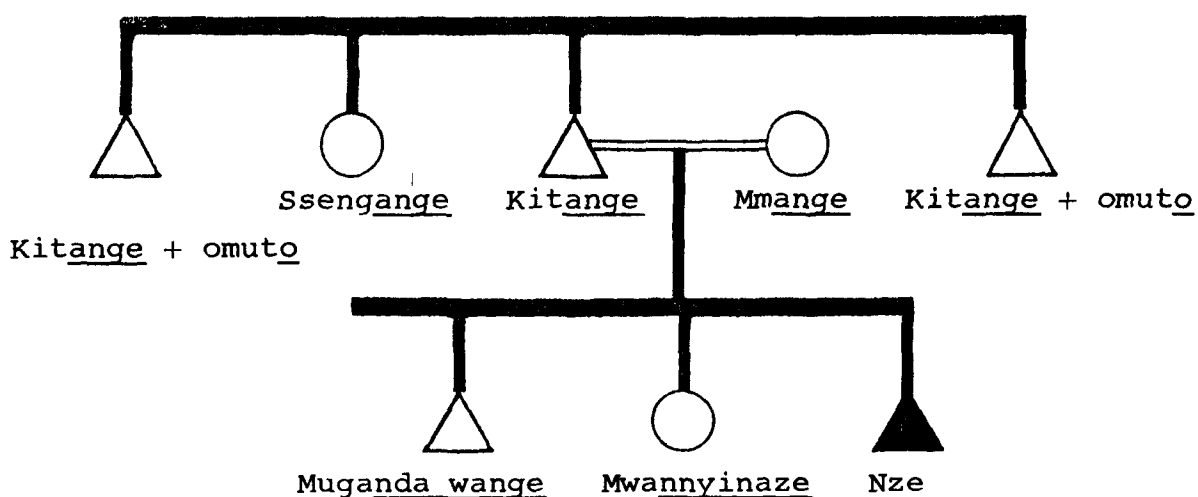 Ssengange Kitange Mmange Kitange + omuto
Kitange + omuto
Muganda wange Mwannyinaze Nze